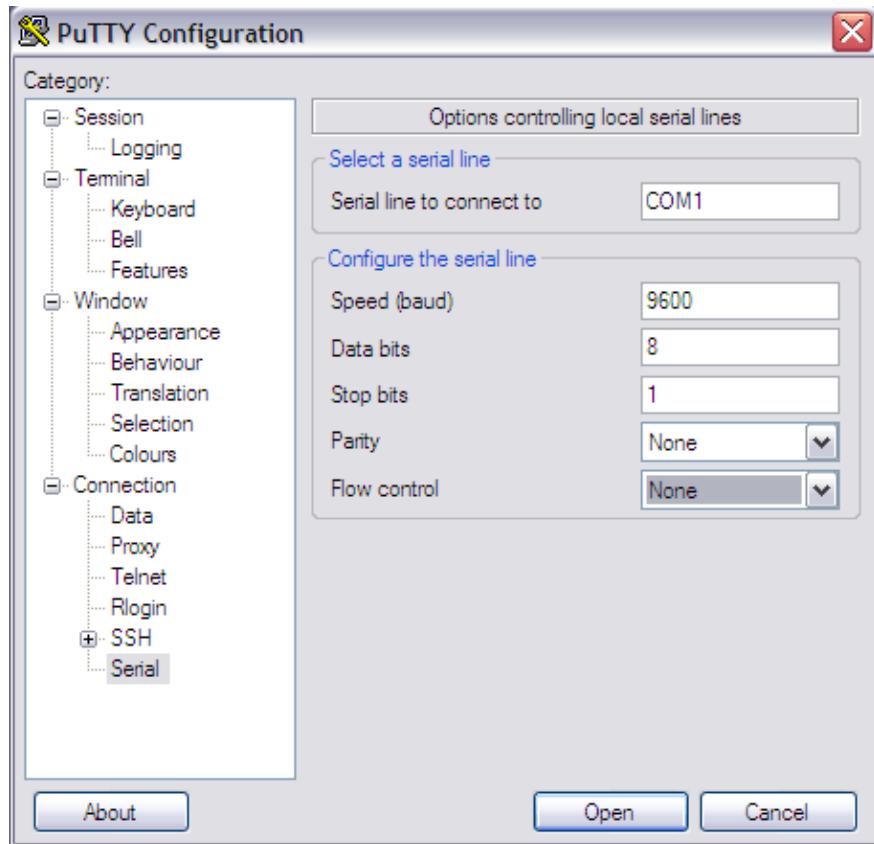 PuTTY Configuration
Category:
Session
Logging
Terminal
Keyboard
Bell
Features
Window
Appearance
Behaviour
Translation
Selection
Colours
Connection
Data
Proxy
Telnet
Rlogin
SSH
Serial
Options controlling local serial lines
Select a serial line
Serial line to connect to COM1
Configure the serial line
Speed (baud) 9600
Data bits 8
Stop bits 1
Parity None
Flow control None
About Open Cancel